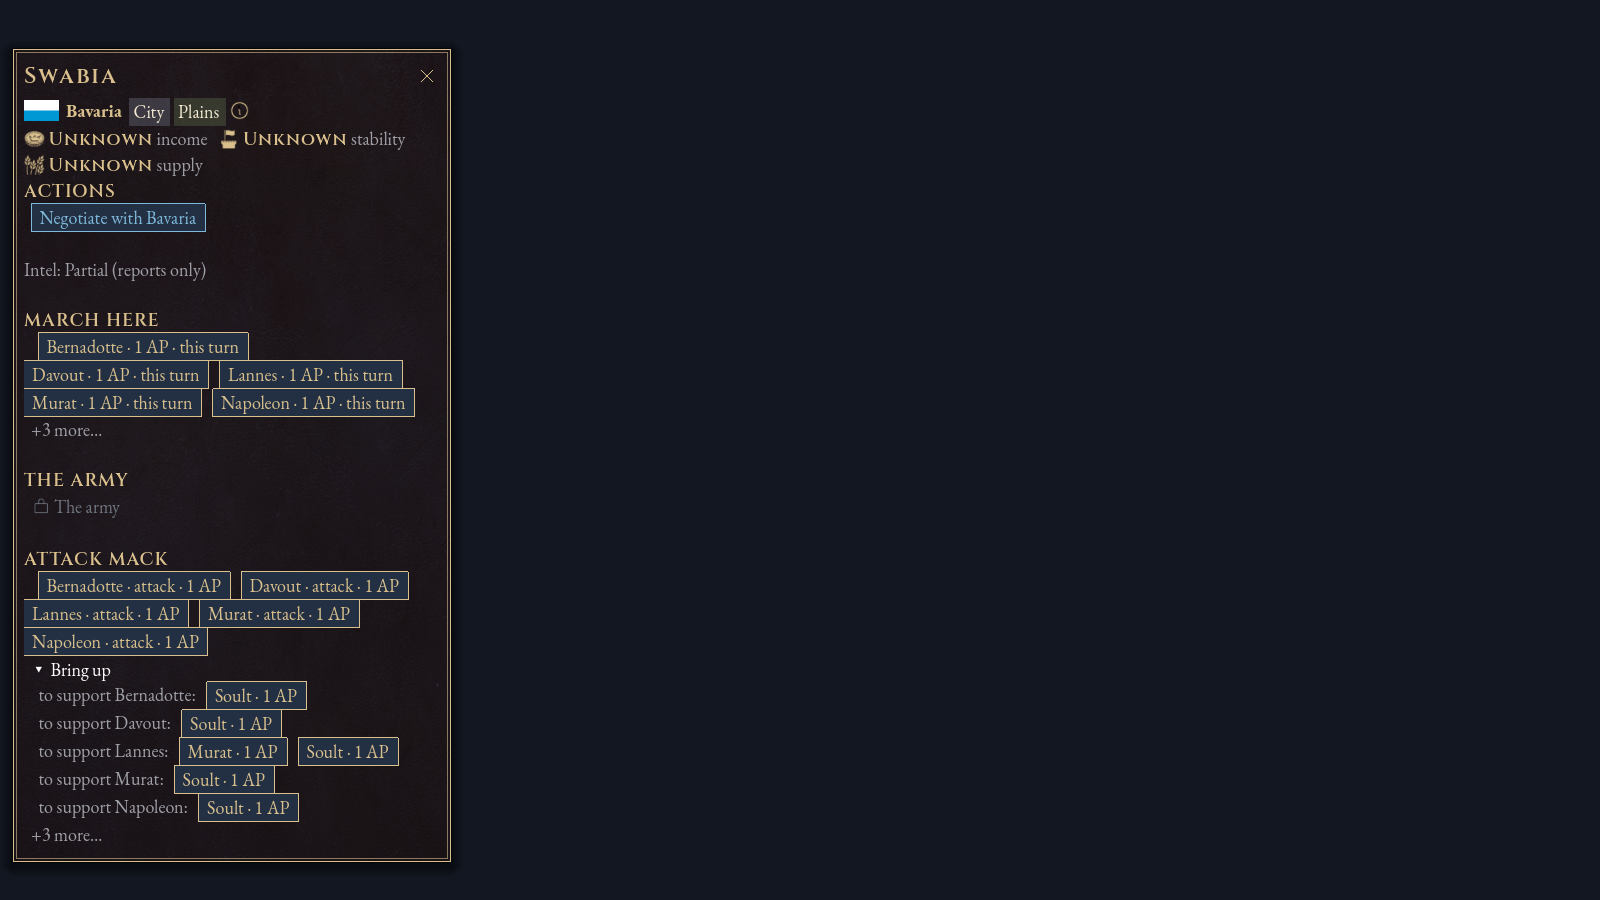 Swabia
Bavaria City Plains
Unknown income Unknown stability
Unknown supply
ACTIONS
Negotiate with Bavaria
Intel: Partial (reports only)
MARCH HERE
Bernadotte · 1 AP · this turn
Davout · 1 AP · this turn Lannes · 1 AP · this turn
Murat · 1 AP · this turn Napoleon · 1 AP · this turn
+3 more...
THE ARMY
The army
ATTACK MACK
Bernadotte · attack · 1 AP Davout · attack · 1 AP
Lannes · attack · 1 AP Murat · attack · 1 AP
Napoleon · attack · 1 AP
▾ Bring up
to support Bernadotte: Soult · 1 AP
to support Davout: Soult · 1 AP
to support Lannes: Murat · 1 AP Soult · 1 AP
to support Murat: Soult · 1 AP
to support Napoleon: Soult · 1 AP
+3 more...